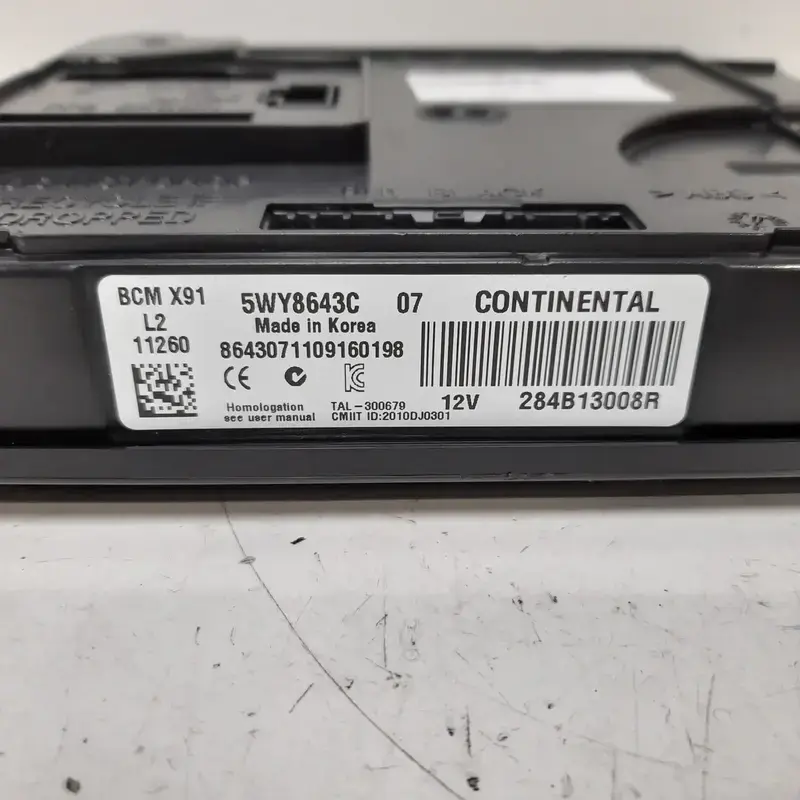 DROPPED
BCM X91
L2
11260
5WY8643C 07
Made in Korea
8643071109160198
CE
KC
Homologation
see user manual
TAL-300679
CMIIT ID:2010DJ0301
CONTINENTAL
12V 284B13008R